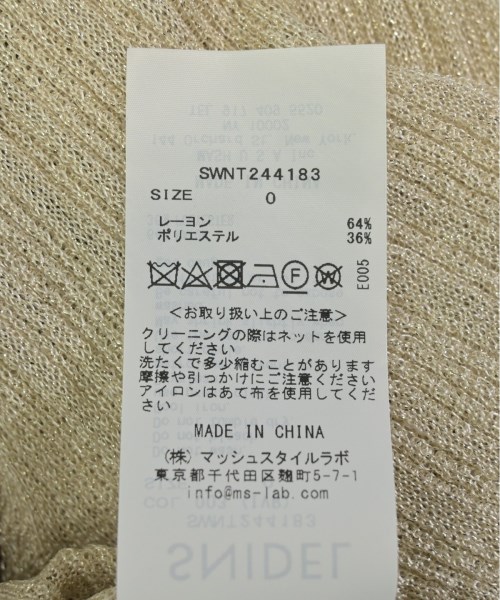 SWNT244183
SIZE 0
レーヨン 64%
ポリエステル 36%
F W E005
＜お取り扱い上のご注意＞
クリーニングの際はネットを使用
してください
洗たくで多少縮むことがあります
摩擦や引っかけにご注意ください
アイロンはあて布を使用してくだ
さい
MADE IN CHINA
(株) マッシュスタイルラボ
東京都千代田区麹町5-7-1
info@ms-lab.com
SWNT244183
SNIDEL